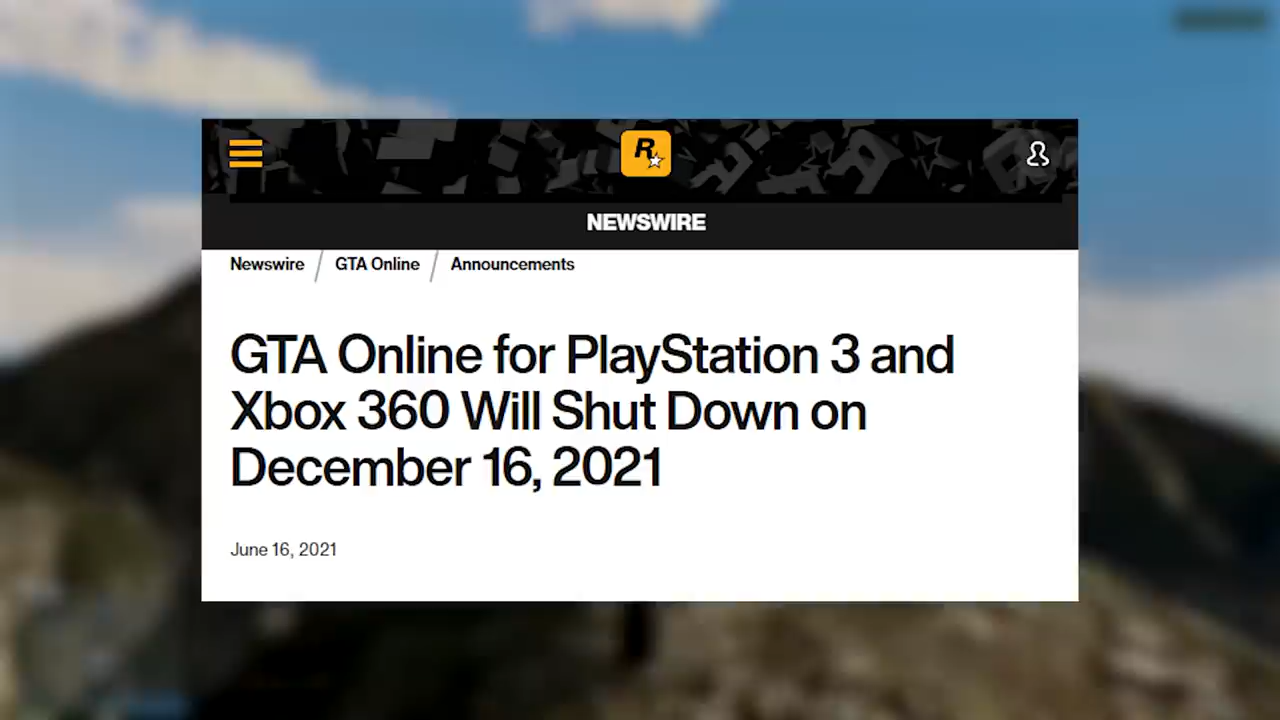 R
NEWSWIRE
Newswire / GTA Online / Announcements
GTA Online for PlayStation 3 and
Xbox 360 Will Shut Down on
December 16, 2021
June 16, 2021